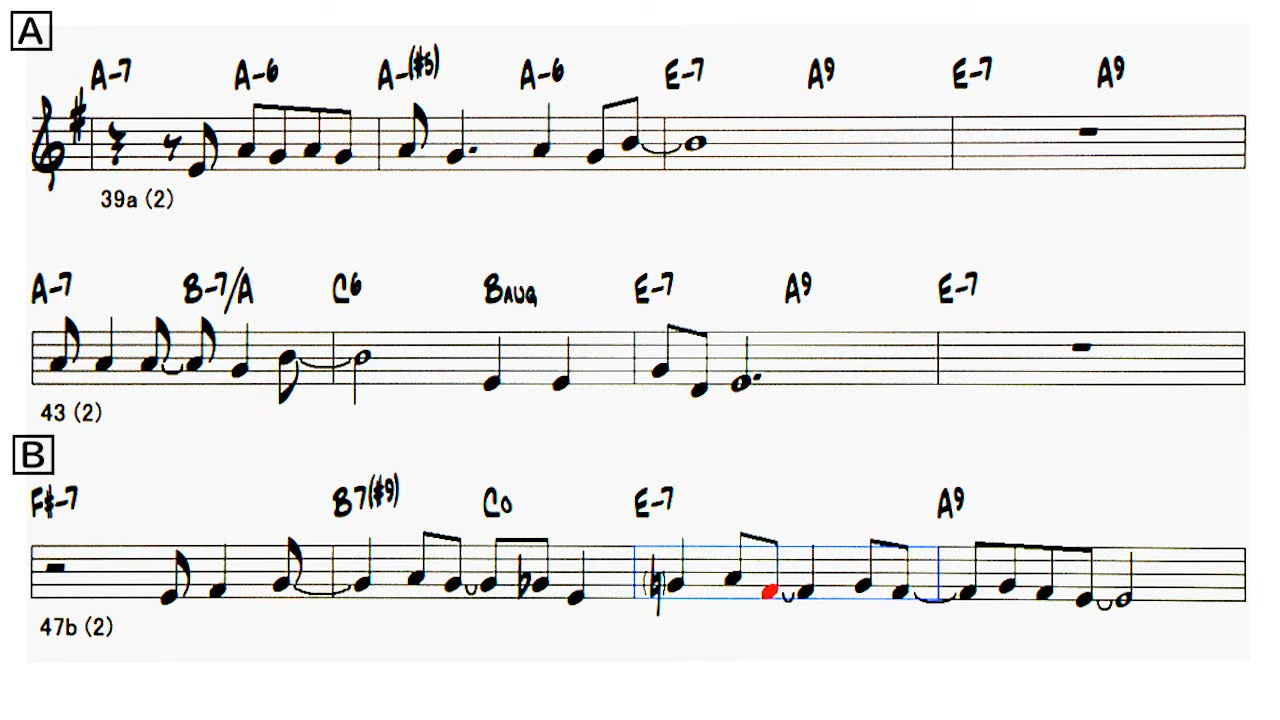 A
A-7 A-6 A-(#5) A-6 E-7 A9 E-7 A9
39a (2)
A-7 B-7/A C6 BAUG E-7 A9 E-7
43 (2)
B
F#-7 B7(#9) Co E-7 A9
47b (2)